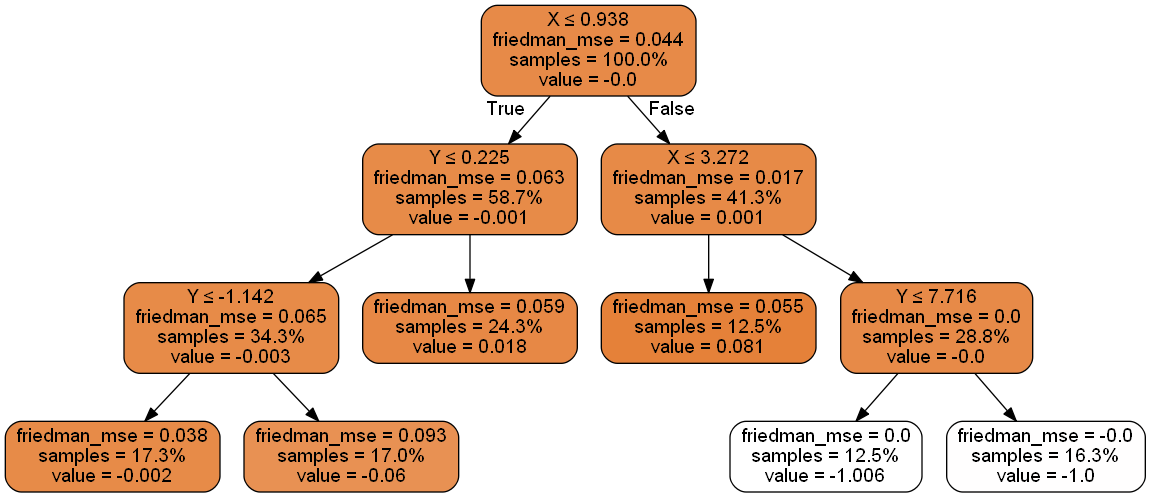 X ≤ 0.938
friedman_mse = 0.044
samples = 100.0%
value = -0.0
True
False
Y ≤ 0.225
friedman_mse = 0.063
samples = 58.7%
value = -0.001
X ≤ 3.272
friedman_mse = 0.017
samples = 41.3%
value = 0.001
Y ≤ -1.142
friedman_mse = 0.065
samples = 34.3%
value = -0.003
friedman_mse = 0.059
samples = 24.3%
value = 0.018
friedman_mse = 0.055
samples = 12.5%
value = 0.081
Y ≤ 7.716
friedman_mse = 0.0
samples = 28.8%
value = -0.0
friedman_mse = 0.038
samples = 17.3%
value = -0.002
friedman_mse = 0.093
samples = 17.0%
value = -0.06
friedman_mse = 0.0
samples = 12.5%
value = -1.006
friedman_mse = -0.0
samples = 16.3%
value = -1.0